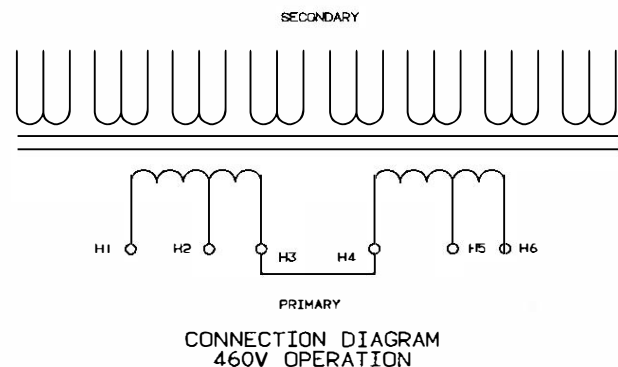 SECONDARY
H1 H2 H3 H4 H5 H6
PRIMARY
CONNECTION DIAGRAM
460V OPERATION